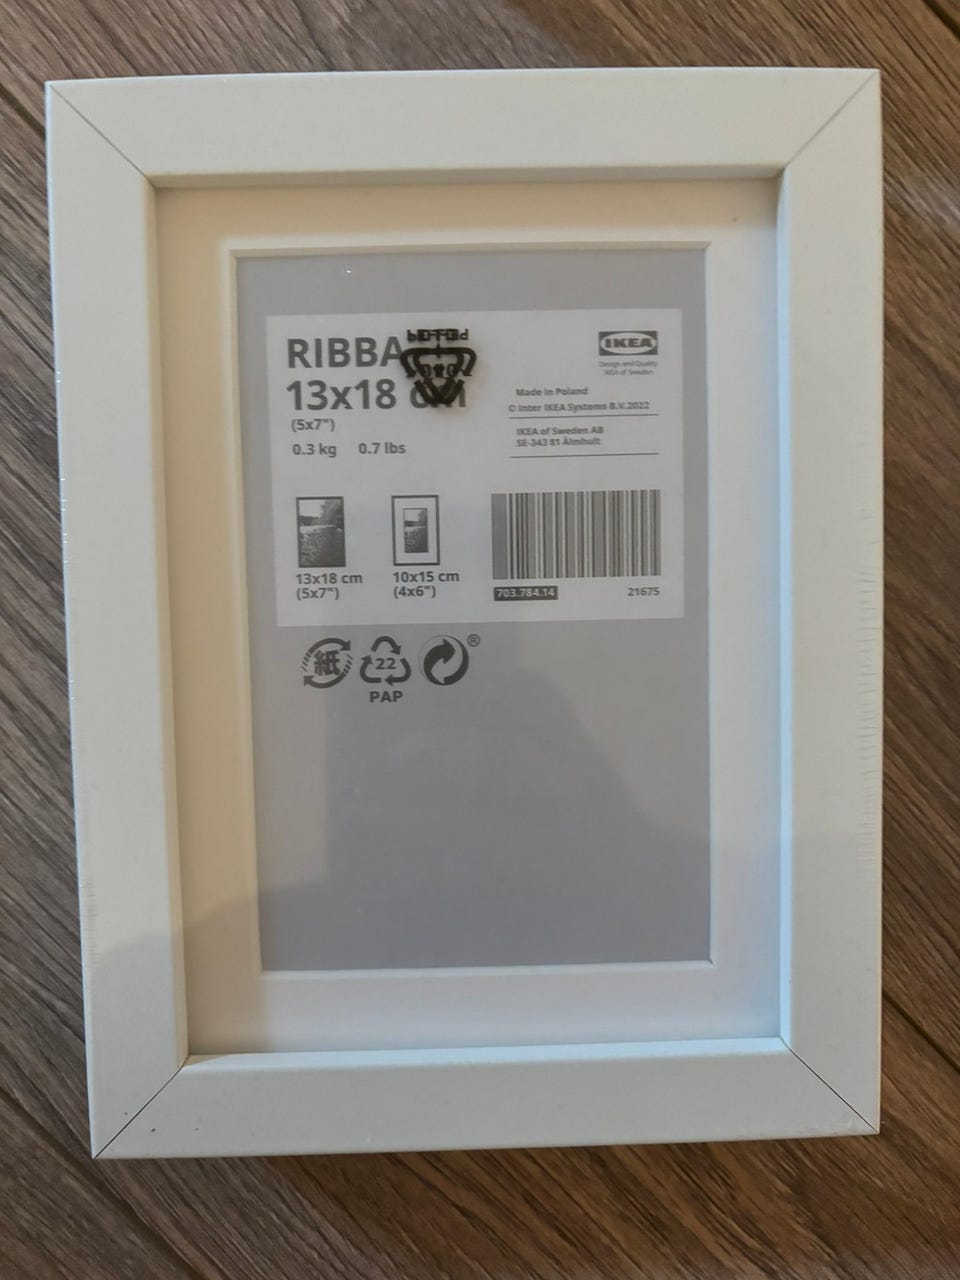 RIBBA
13x18 cm
(5x7")
0.3 kg 0.7 lbs
IKEA
Design and Quality
IKEA of Sweden
Made in Poland
© Inter IKEA Systems B.V.2022
IKEA of Sweden AB
SE-343 81 Älmhult
13x18 cm
(5x7")
10x15 cm
(4x6")
703.784.14
21675
紙
22
PAP
®